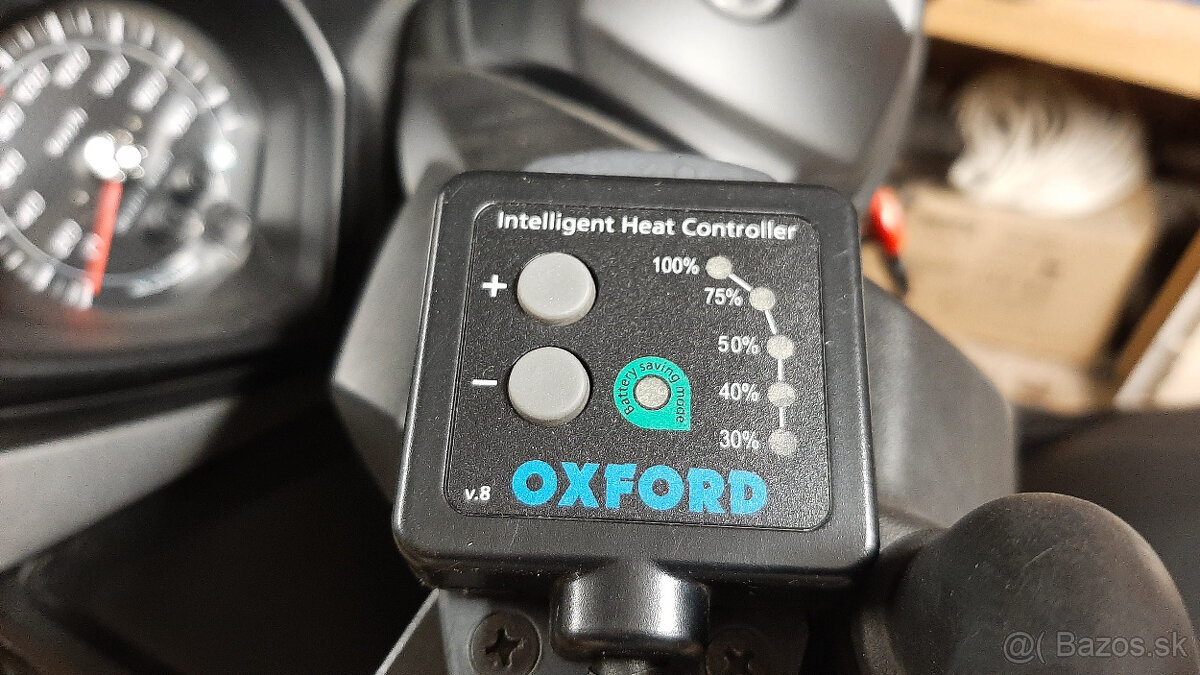 Intelligent Heat Controller
+
100%
75%
50%
−
Battery saving mode
40%
30%
v.8
OXFORD
@( Bazos.sk